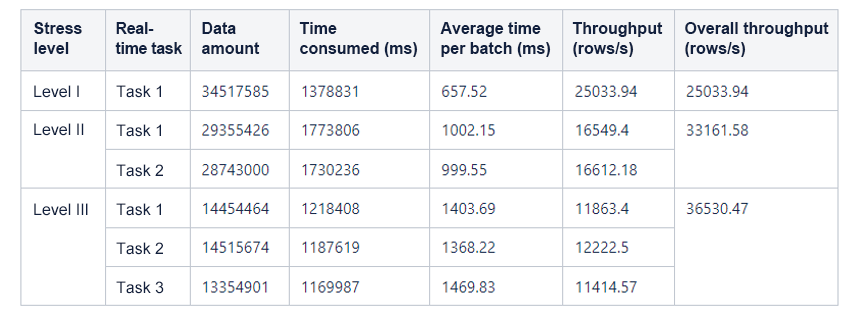 Stress level Real-time task Data amount Time consumed (ms) Average time per batch (ms) Throughput (rows/s) Overall throughput (rows/s)
Level I Task 1 34517585 1378831 657.52 25033.94 25033.94
Level II Task 1 29355426 1773806 1002.15 16549.4 33161.58
Task 2 28743000 1730236 999.55 16612.18
Level III Task 1 14454464 1218408 1403.69 11863.4 36530.47
Task 2 14515674 1187619 1368.22 12222.5
Task 3 13354901 1169987 1469.83 11414.57